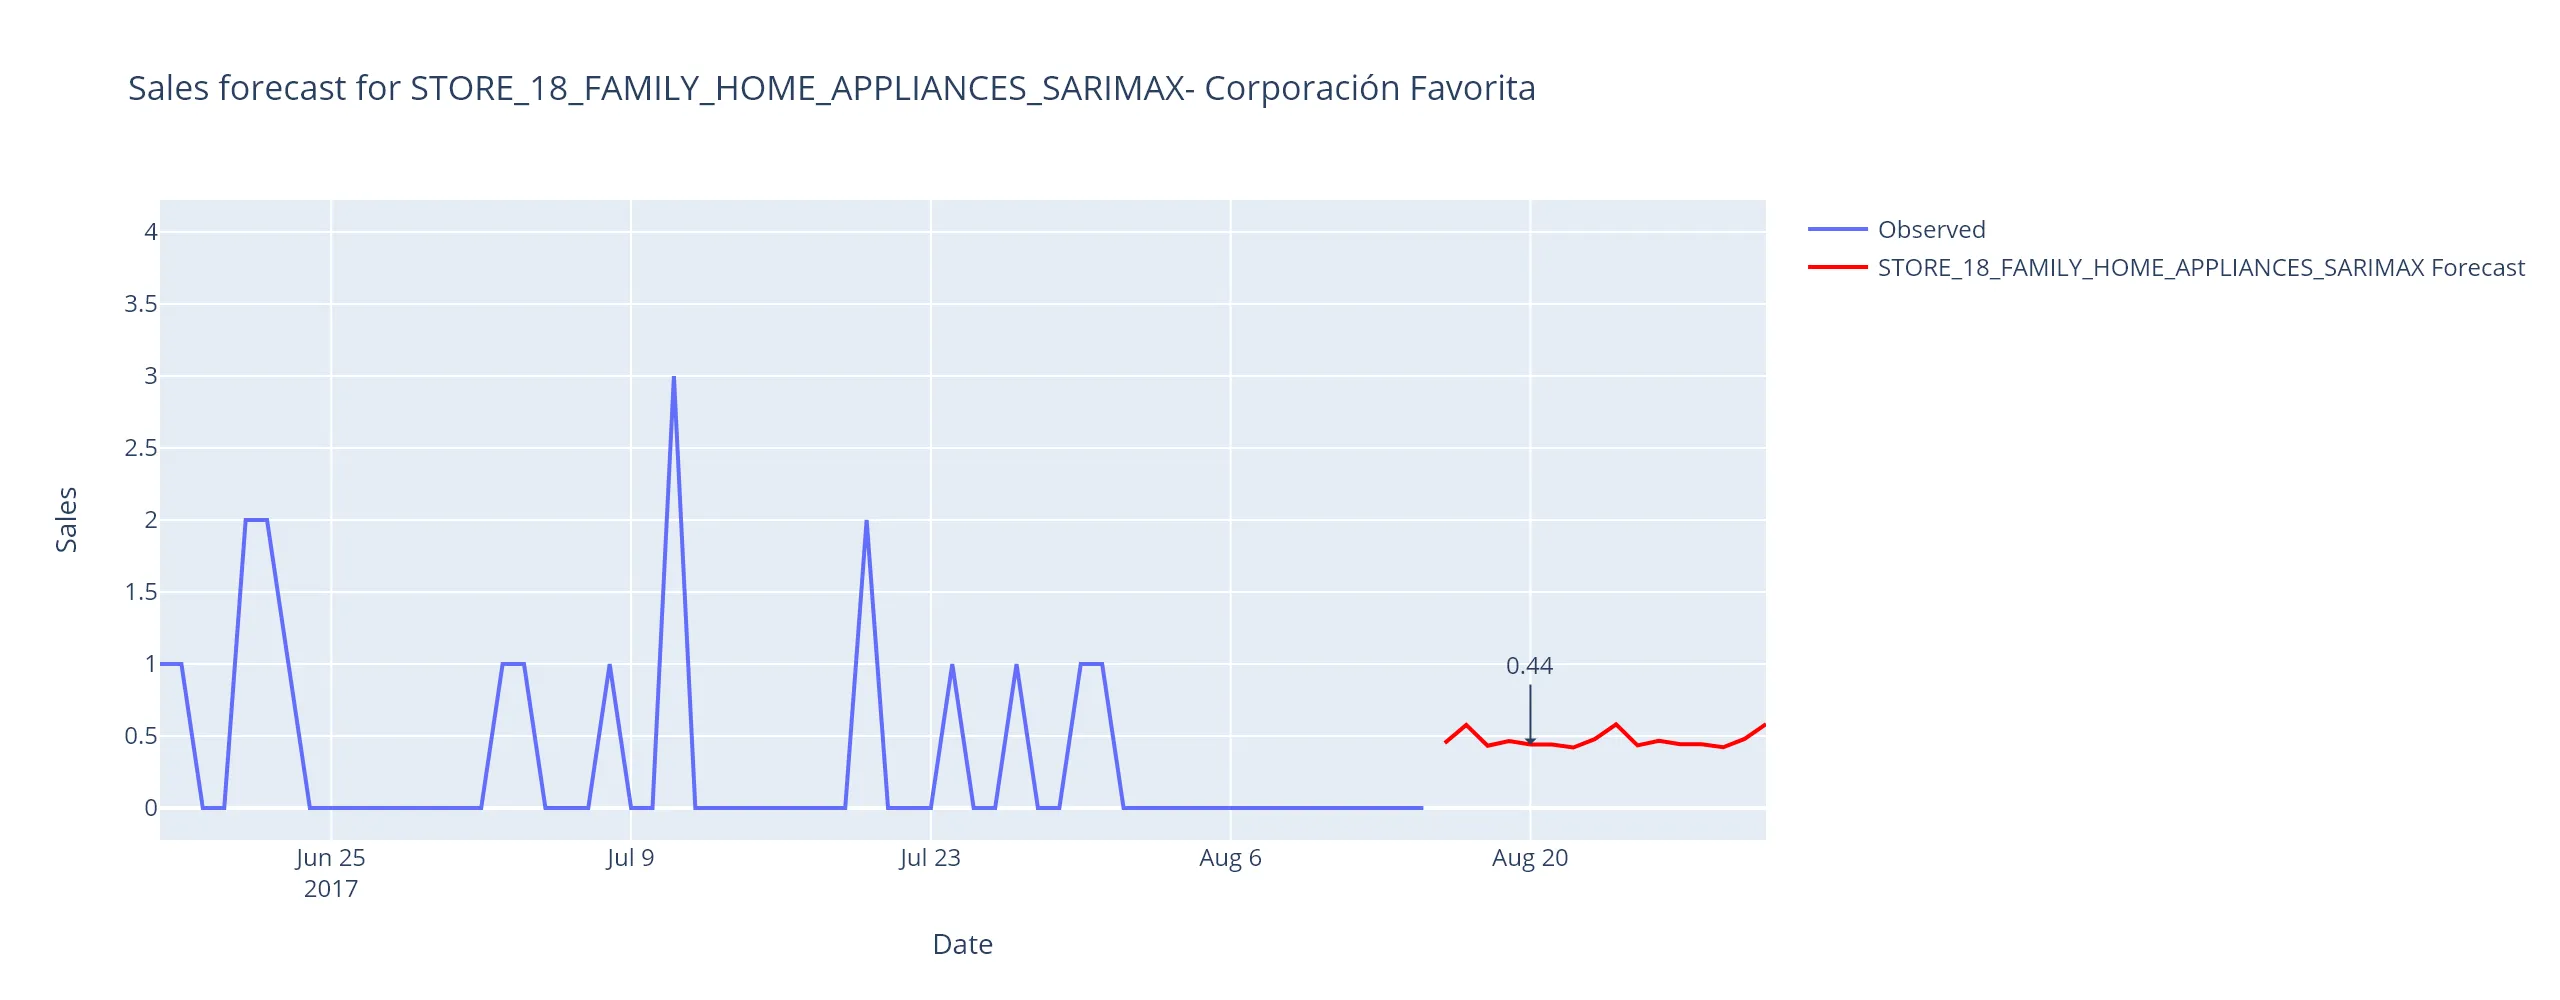 Sales forecast for STORE_18_FAMILY_HOME_APPLIANCES_SARIMAX- Corporación Favorita
Observed
STORE_18_FAMILY_HOME_APPLIANCES_SARIMAX Forecast
4
3.5
3
2.5
2
1.5
1
0.5
0
Sales
0.44
Jun 25
2017
Jul 9
Jul 23
Aug 6
Aug 20
Date